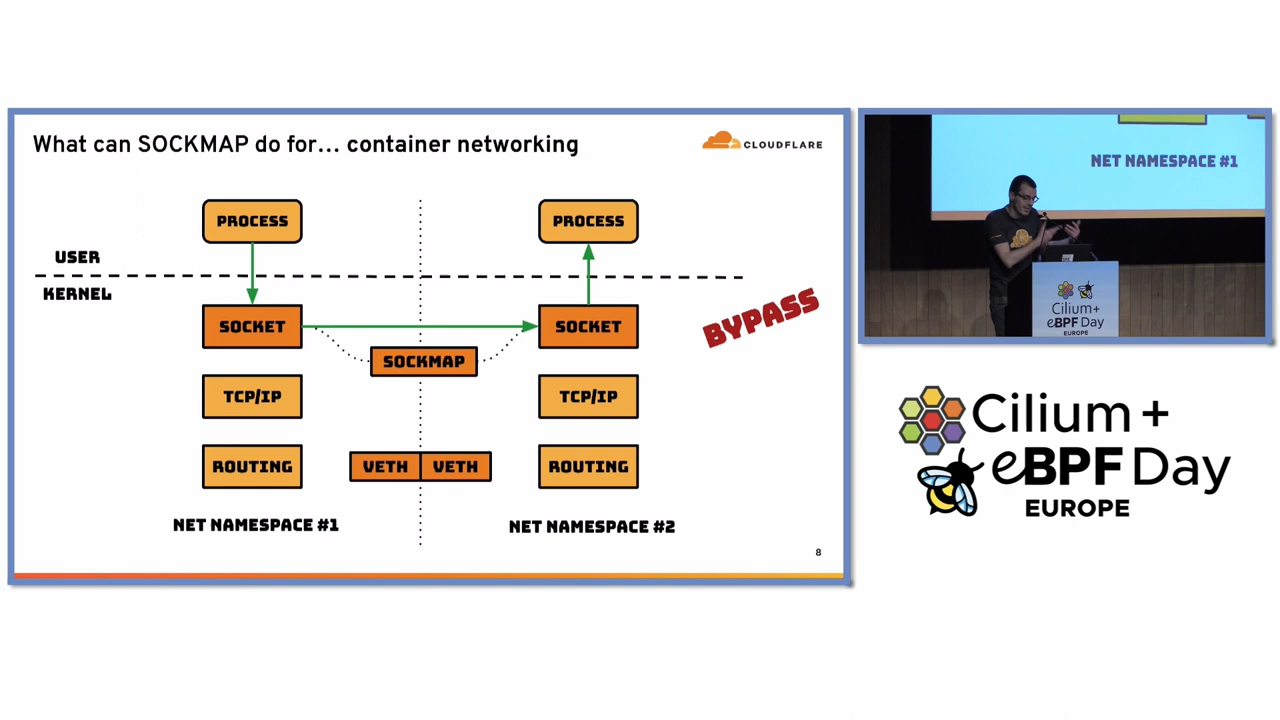 What can SOCKMAP do for... container networking
CLOUDFLARE
PROCESS
PROCESS
USER
KERNEL
SOCKET
SOCKET
BYPASS
SOCKMAP
TCP/IP
TCP/IP
ROUTING
VETH
VETH
ROUTING
NET NAMESPACE #1
NET NAMESPACE #2
8
NET NAMESPACE #1
Cilium+
eBPF Day
EUROPE
Cilium +
eBPF Day
EUROPE